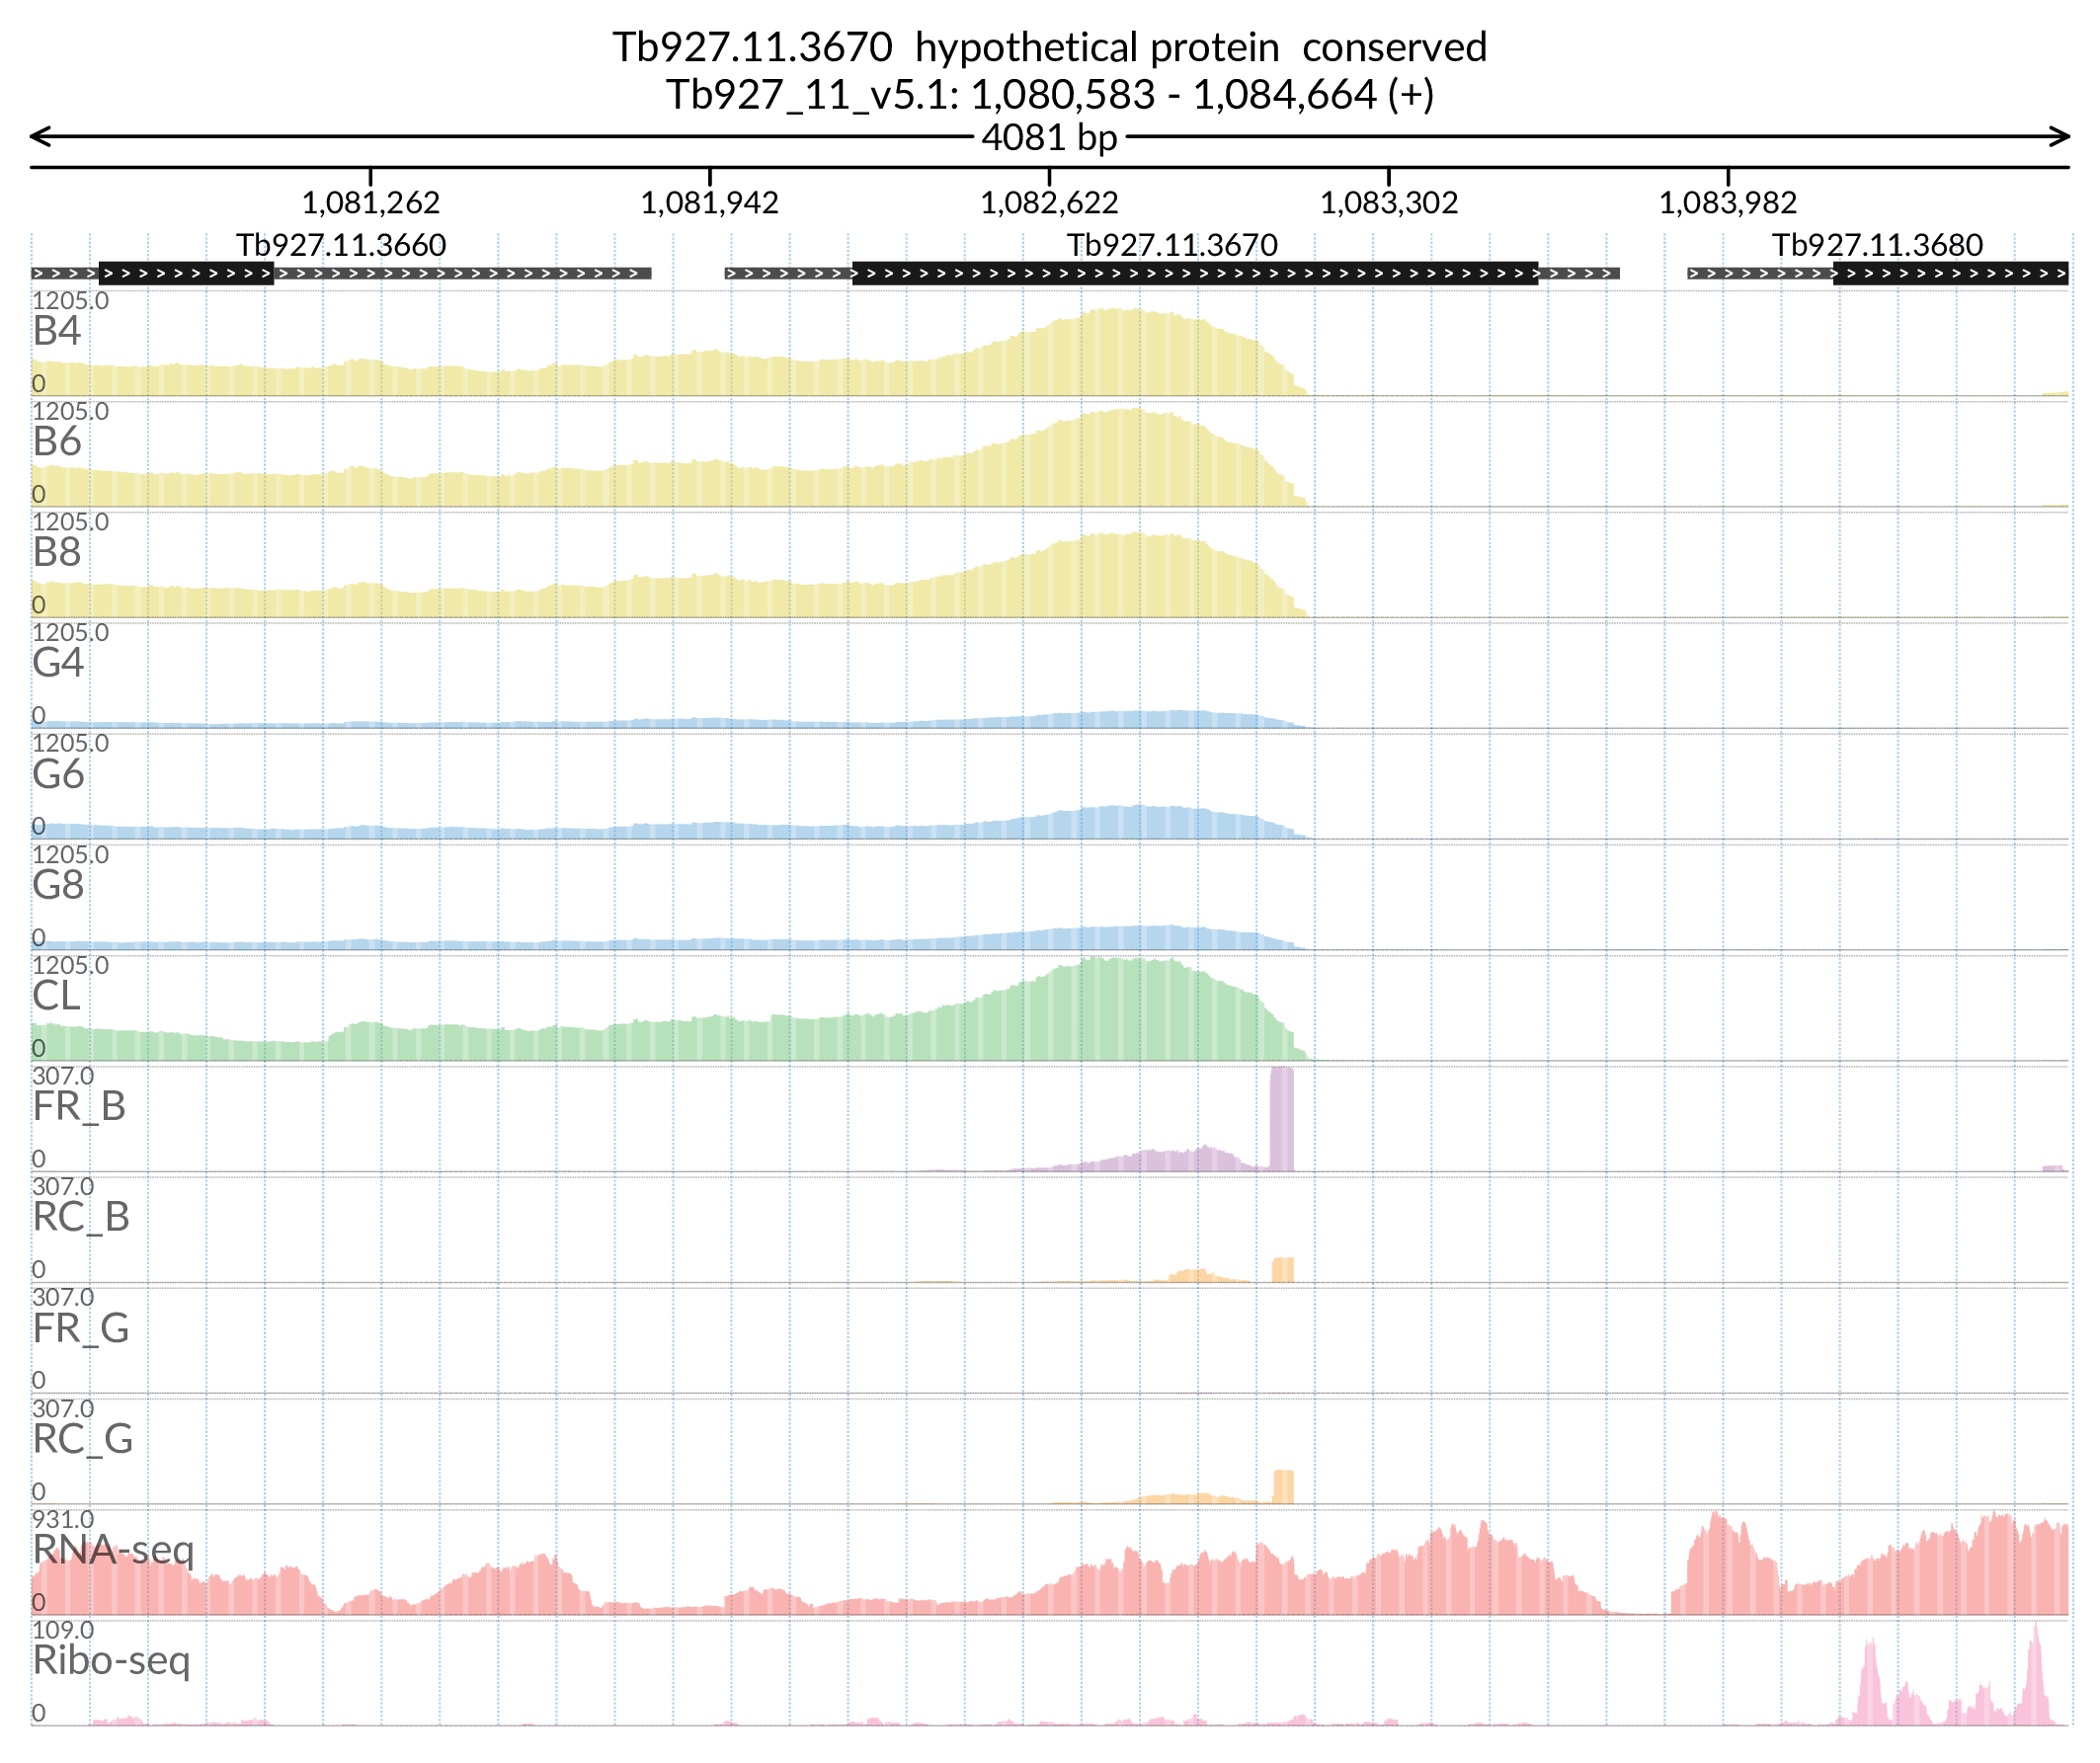 Tb927.11.3670 hypothetical protein conserved
Tb927_11_v5.1: 1,080,583 - 1,084,664 (+)
4081 bp
1,081,262 1,081,942 1,082,622 1,083,302 1,083,982
Tb927.11.3660 Tb927.11.3670 Tb927.11.3680
1205.0
B4
0
1205.0
B6
0
1205.0
B8
0
1205.0
G4
0
1205.0
G6
0
1205.0
G8
0
1205.0
CL
0
307.0
FR_B
0
307.0
RC_B
0
307.0
FR_G
0
307.0
RC_G
0
931.0
RNA-seq
0
109.0
Ribo-seq
0